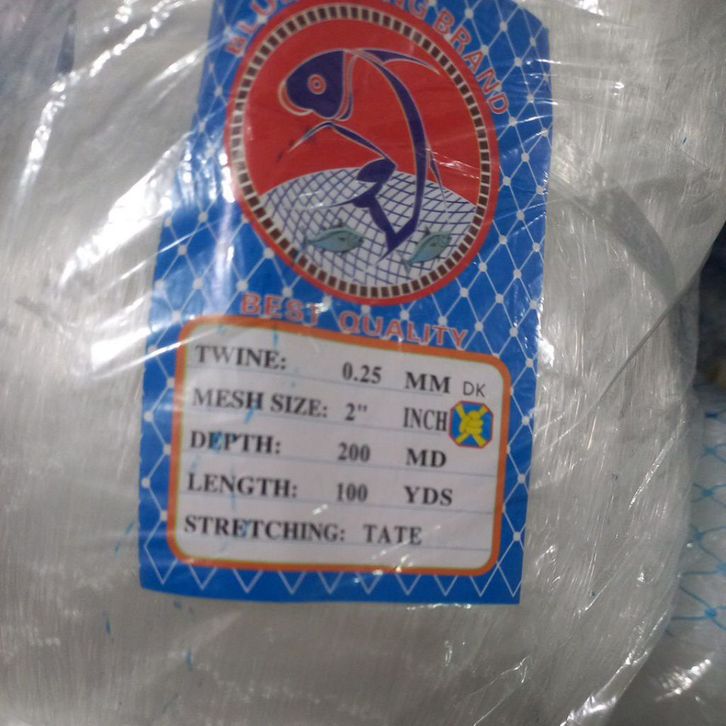 BRAND
BEST QUALITY
TWINE: 0.25 MM DK
MESH SIZE: 2" INCH
DEPTH: 200 MD
LENGTH: 100 YDS
STRETCHING: TATE